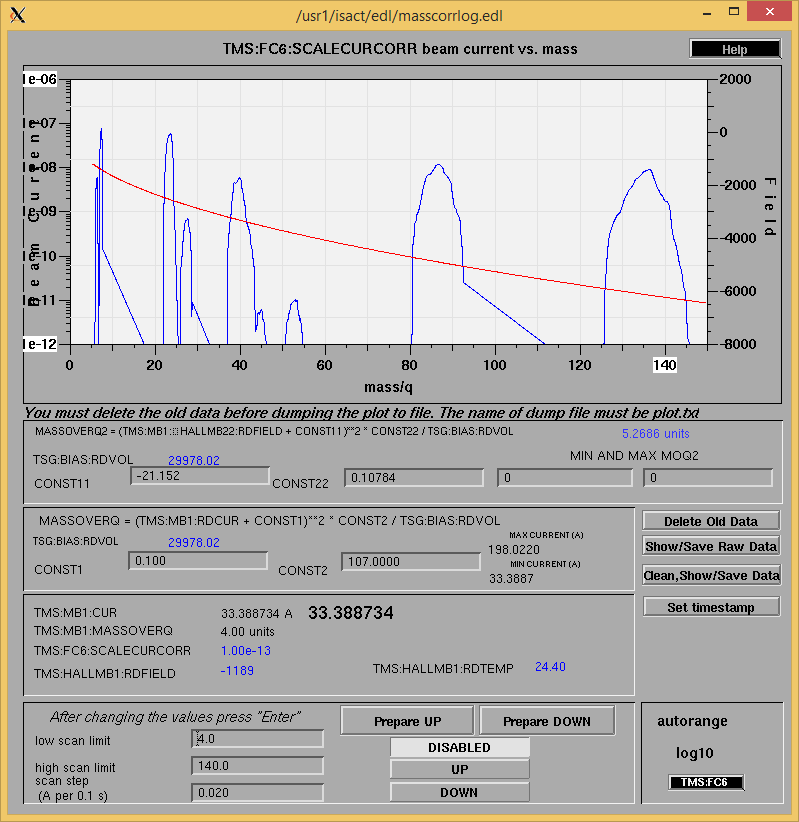 /usr1/isact/edl/masscorrlog.edl
TMS:FC6:SCALECURCORR beam current vs. mass
Help
1e-06
1e-07
1e-08
1e-09
1e-10
1e-11
1e-12
Beam Current
2000
0
-2000
-4000
-6000
-8000
Field
0 20 40 60 80 100 120 140
mass/q
You must delete the old data before dumping the plot to file. The name of dump file must be plot.txt
MASSOVERQ2 = (TMS:MB1:□HALLMB22:RDFIELD + CONST11)**2 * CONST22 / TSG:BIAS:RDVOL
5.2686 units
TSG:BIAS:RDVOL 29978.02
MIN AND MAX MOQ2
CONST11 -21.152 CONST22 0.10784 0 0
MASSOVERQ = (TMS:MB1:RDCUR + CONST1)**2 * CONST2 / TSG:BIAS:RDVOL
TSG:BIAS:RDVOL 29978.02
MAX CURRENT (A)
198.0220
MIN CURRENT (A)
33.3887
CONST1 0.100 CONST2 107.0000
Delete Old Data
Show/Save Raw Data
Clean,Show/Save Data
Set timestamp
TMS:MB1:CUR 33.388734 A 33.388734
TMS:MB1:MASSOVERQ 4.00 units
TMS:FC6:SCALECURCORR 1.00e-13
TMS:HALLMB1:RDFIELD -1189
TMS:HALLMB1:RDTEMP 24.40
After changing the values press "Enter"
low scan limit 4.0
high scan limit 140.0
scan step
(A per 0.1 s) 0.020
Prepare UP Prepare DOWN
DISABLED
UP
DOWN
autorange
log10
TMS:FC6